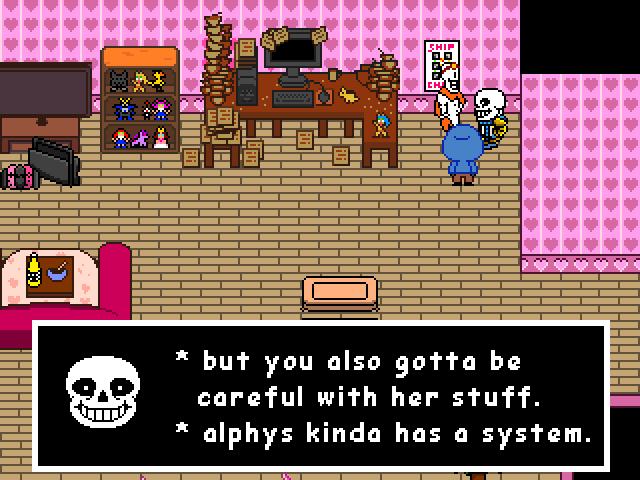 SHIP
* but you also gotta be
careful with her stuff.
* alphys kinda has a system.